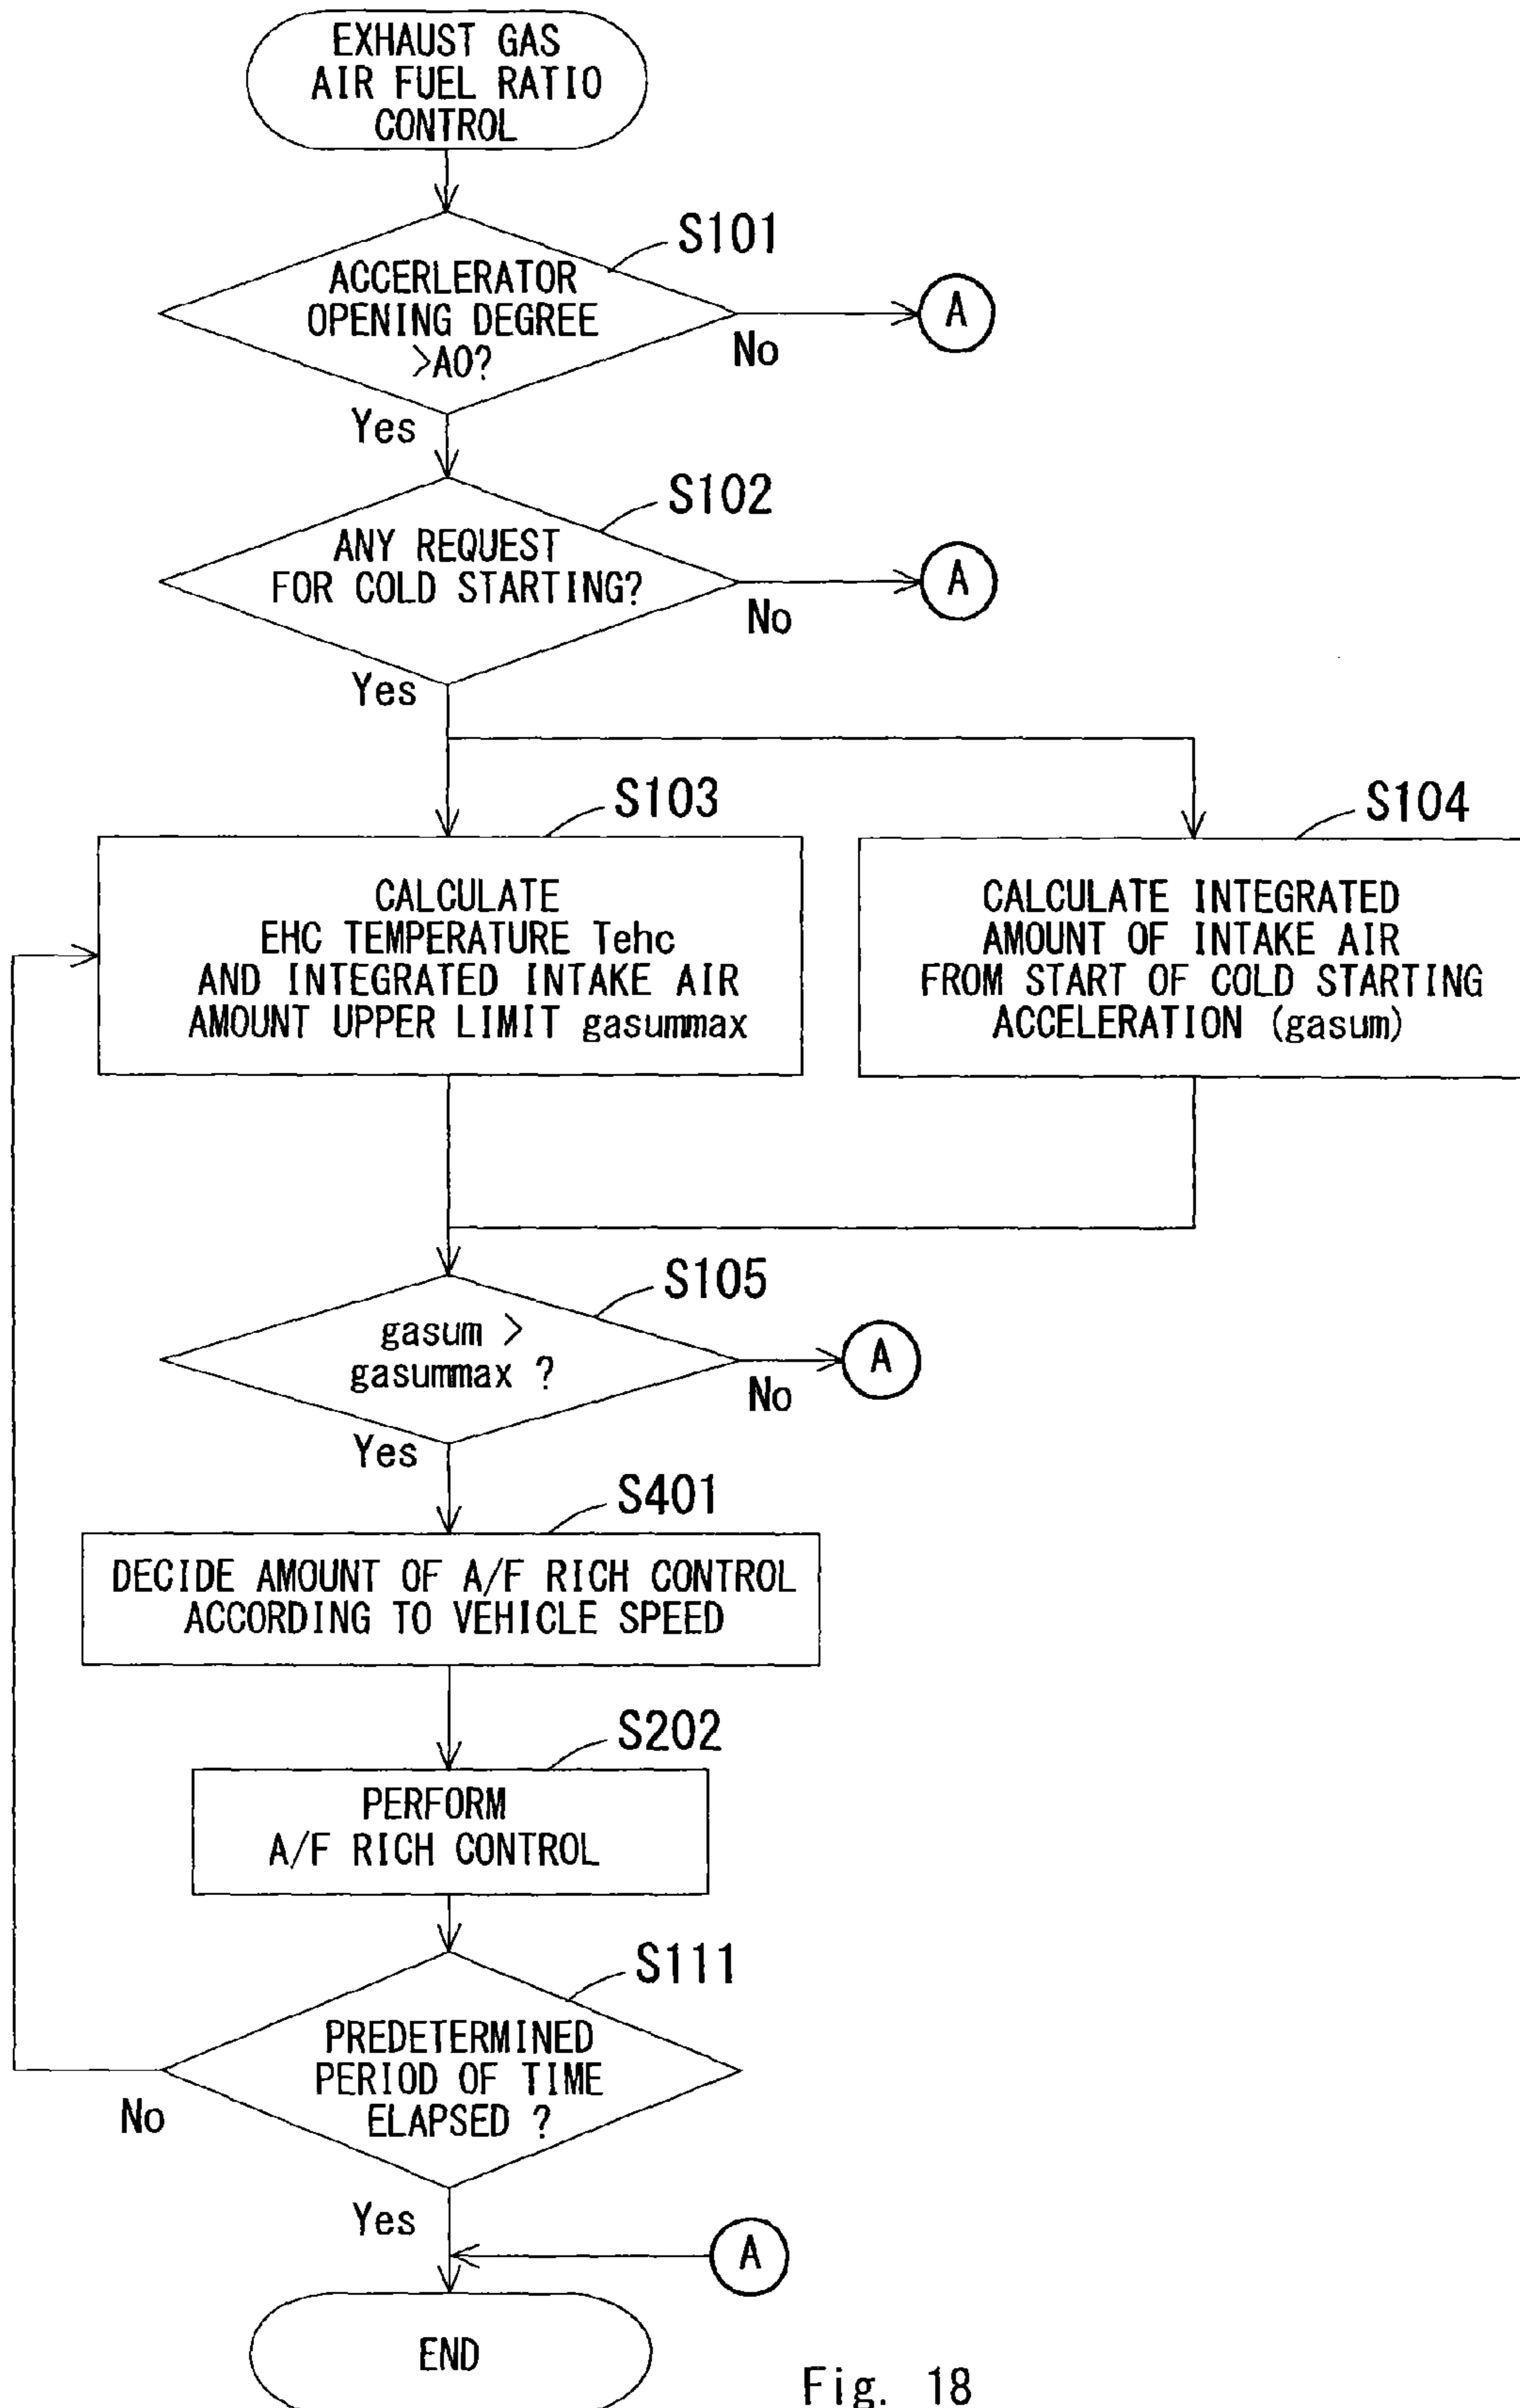 EXHAUST GAS
AIR FUEL RATIO
CONTROL
S101
ACCERLERATOR
OPENING DEGREE
>A0?
No
A
Yes
S102
ANY REQUEST
FOR COLD STARTING?
No
A
Yes
S103
CALCULATE
EHC TEMPERATURE Tehc
AND INTEGRATED INTAKE AIR
AMOUNT UPPER LIMIT gasummax
S104
CALCULATE INTEGRATED
AMOUNT OF INTAKE AIR
FROM START OF COLD STARTING
ACCELERATION (gasum)
S105
gasum >
gasummax ?
No
A
Yes
S401
DECIDE AMOUNT OF A/F RICH CONTROL
ACCORDING TO VEHICLE SPEED
S202
PERFORM
A/F RICH CONTROL
S111
PREDETERMINED
PERIOD OF TIME
ELAPSED ?
No
Yes
A
END
Fig. 18